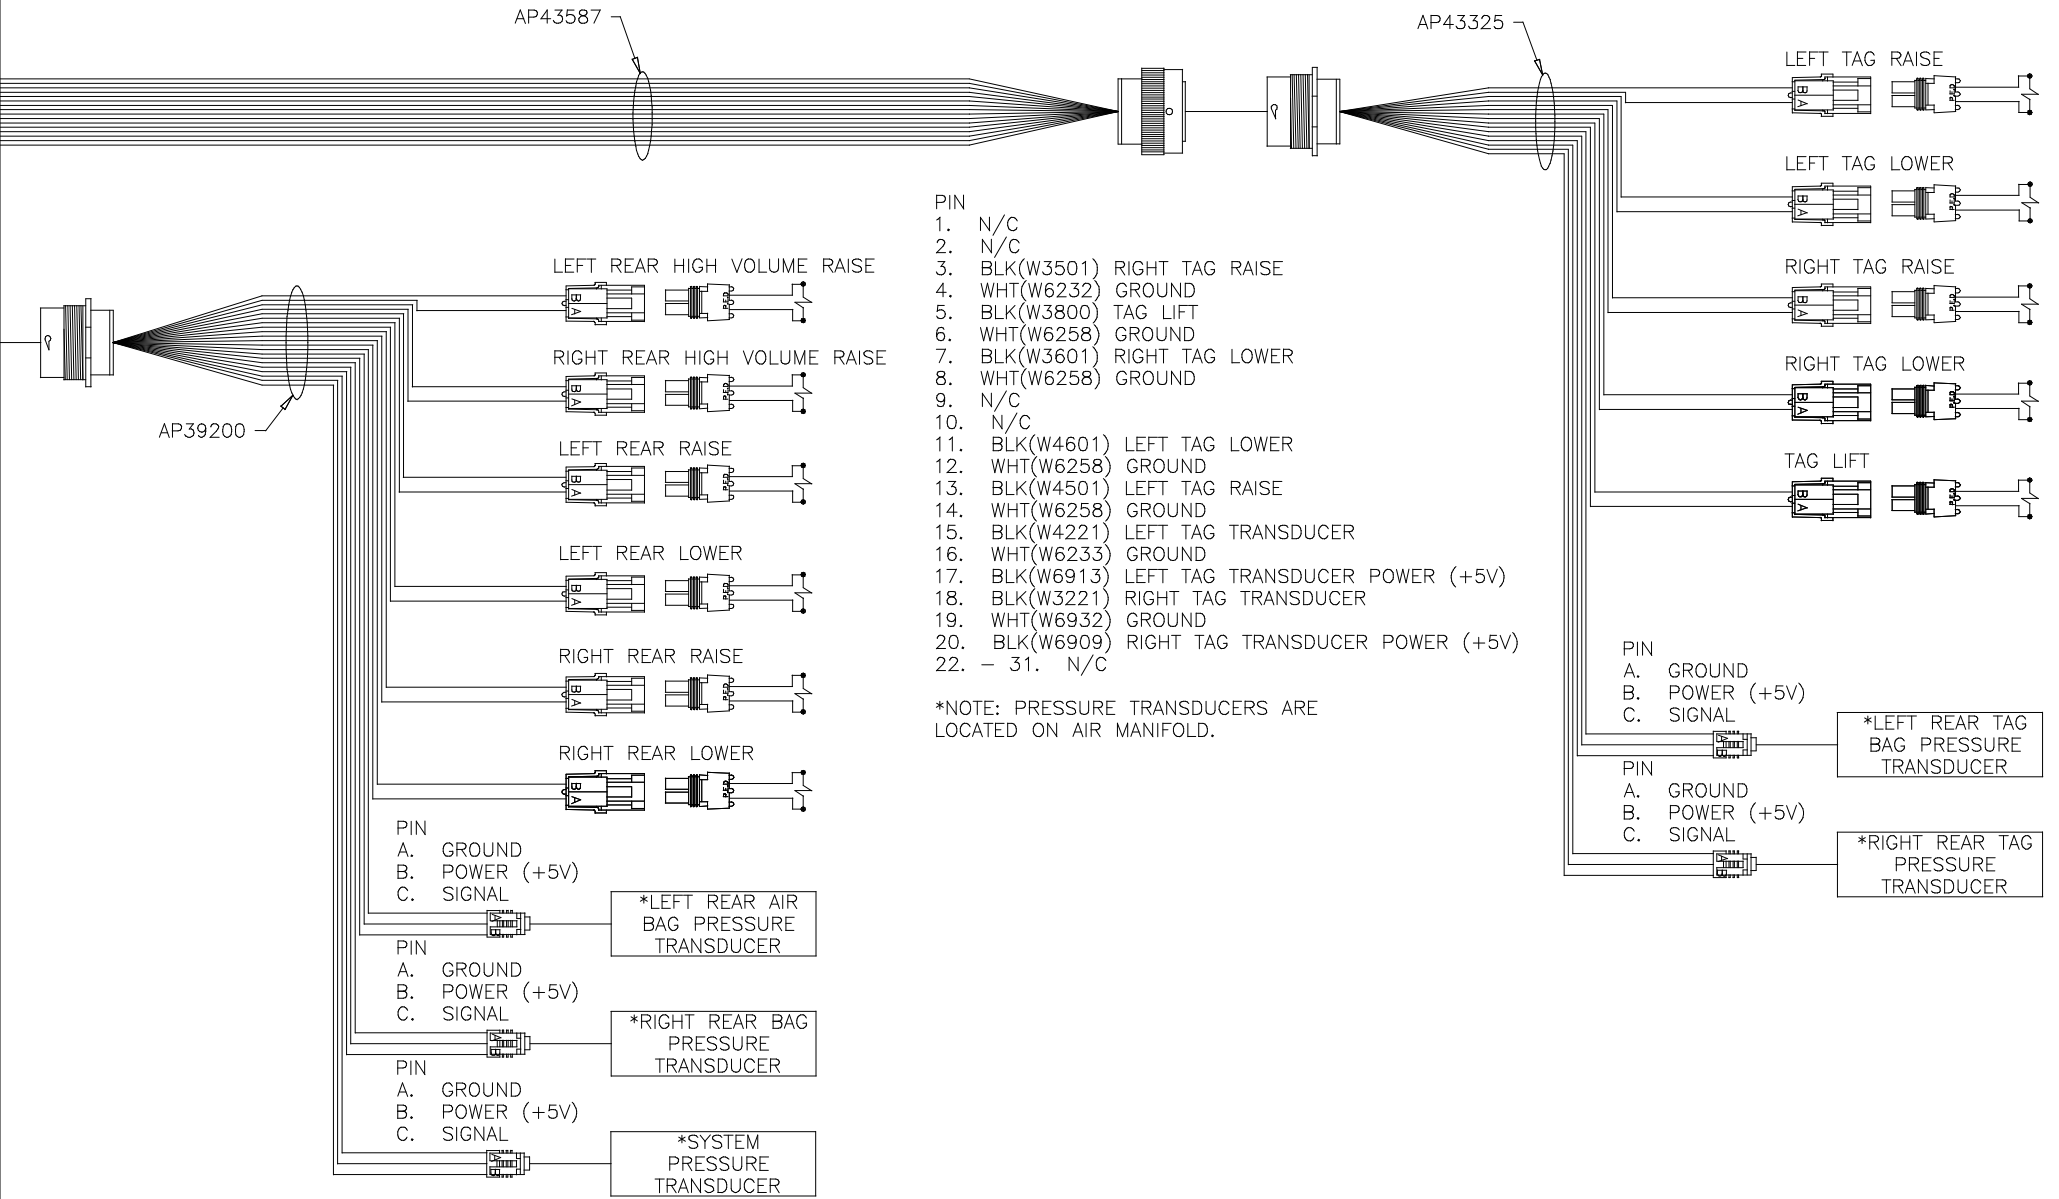 AP43587
AP43325
LEFT TAG RAISE
B
A
P.E.D
LEFT TAG LOWER
B
A
P.E.D
RIGHT TAG RAISE
B
A
P.E.D
RIGHT TAG LOWER
B
A
P.E.D
TAG LIFT
B
A
P.E.D
PIN
A. GROUND
B. POWER (+5V)
C. SIGNAL
A
B
*LEFT REAR TAG
BAG PRESSURE
TRANSDUCER
PIN
A. GROUND
B. POWER (+5V)
C. SIGNAL
A
B
*RIGHT REAR TAG
PRESSURE
TRANSDUCER
PIN
1. N/C
2. N/C
3. BLK(W3501) RIGHT TAG RAISE
4. WHT(W6232) GROUND
5. BLK(W3800) TAG LIFT
6. WHT(W6258) GROUND
7. BLK(W3601) RIGHT TAG LOWER
8. WHT(W6258) GROUND
9. N/C
10. N/C
11. BLK(W4601) LEFT TAG LOWER
12. WHT(W6258) GROUND
13. BLK(W4501) LEFT TAG RAISE
14. WHT(W6258) GROUND
15. BLK(W4221) LEFT TAG TRANSDUCER
16. WHT(W6233) GROUND
17. BLK(W6913) LEFT TAG TRANSDUCER POWER (+5V)
18. BLK(W3221) RIGHT TAG TRANSDUCER
19. WHT(W6932) GROUND
20. BLK(W6909) RIGHT TAG TRANSDUCER POWER (+5V)
22. – 31. N/C
*NOTE: PRESSURE TRANSDUCERS ARE
LOCATED ON AIR MANIFOLD.
AP39200
LEFT REAR HIGH VOLUME RAISE
B
A
P.E.D
RIGHT REAR HIGH VOLUME RAISE
B
A
P.E.D
LEFT REAR RAISE
B
A
P.E.D
LEFT REAR LOWER
B
A
P.E.D
RIGHT REAR RAISE
B
A
P.E.D
RIGHT REAR LOWER
B
A
P.E.D
PIN
A. GROUND
B. POWER (+5V)
C. SIGNAL
A
B
*LEFT REAR AIR
BAG PRESSURE
TRANSDUCER
PIN
A. GROUND
B. POWER (+5V)
C. SIGNAL
A
B
*RIGHT REAR BAG
PRESSURE
TRANSDUCER
PIN
A. GROUND
B. POWER (+5V)
C. SIGNAL
A
B
*SYSTEM
PRESSURE
TRANSDUCER